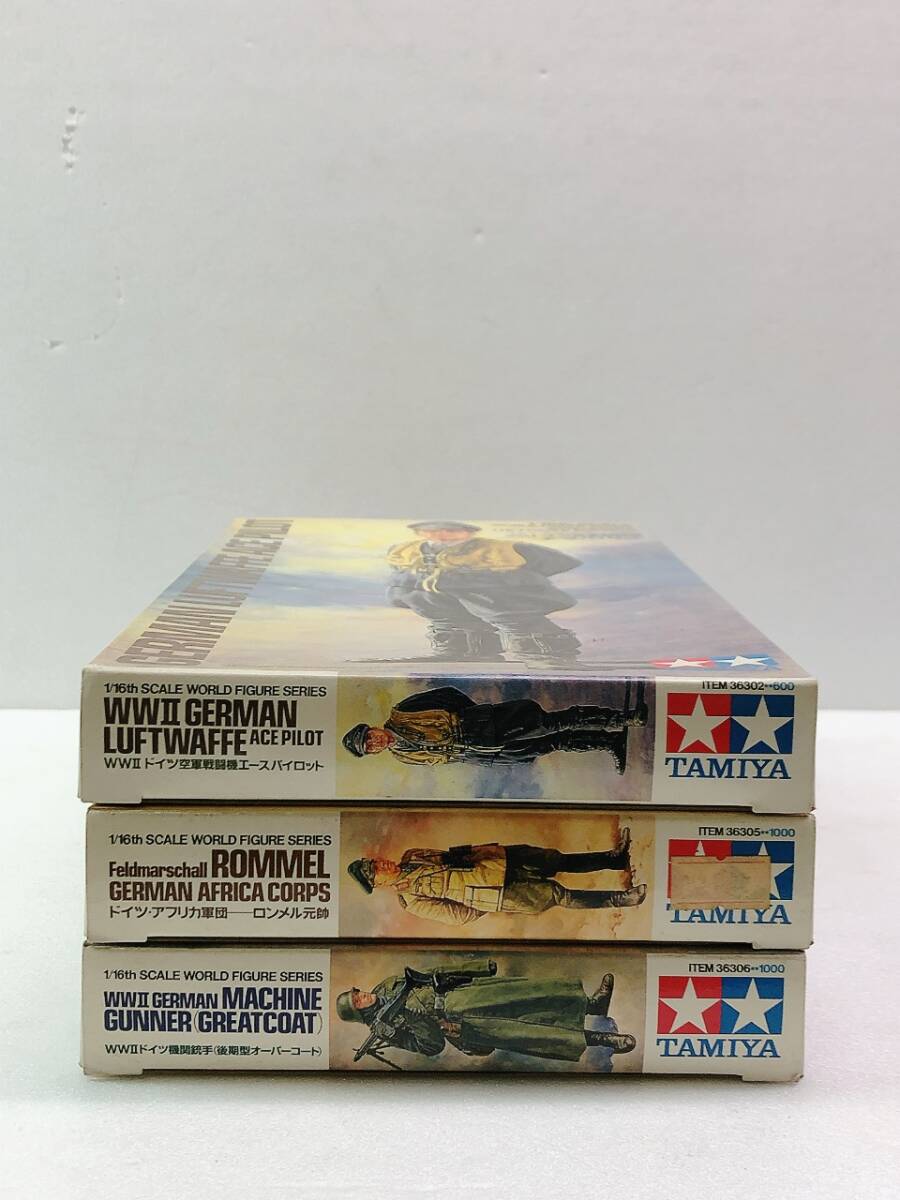 GERMAN LUFTWAFFE ACE PILOT
1/16th SCALE WORLD FIGURE SERIES
WWII GERMAN
LUFTWAFFE ACE PILOT
WWII ドイツ空軍戦闘機エースパイロット
ITEM 36302**600
TAMIYA
1/16th SCALE WORLD FIGURE SERIES
Feldmarschall ROMMEL
GERMAN AFRICA CORPS
ドイツ・アフリカ軍団──ロンメル元帥
ITEM 36305**1000
TAMIYA
1/16th SCALE WORLD FIGURE SERIES
WWII GERMAN MACHINE
GUNNER (GREATCOAT)
WWIIドイツ機関銃手(後期型オーバーコート)
ITEM 36306**1000
TAMIYA